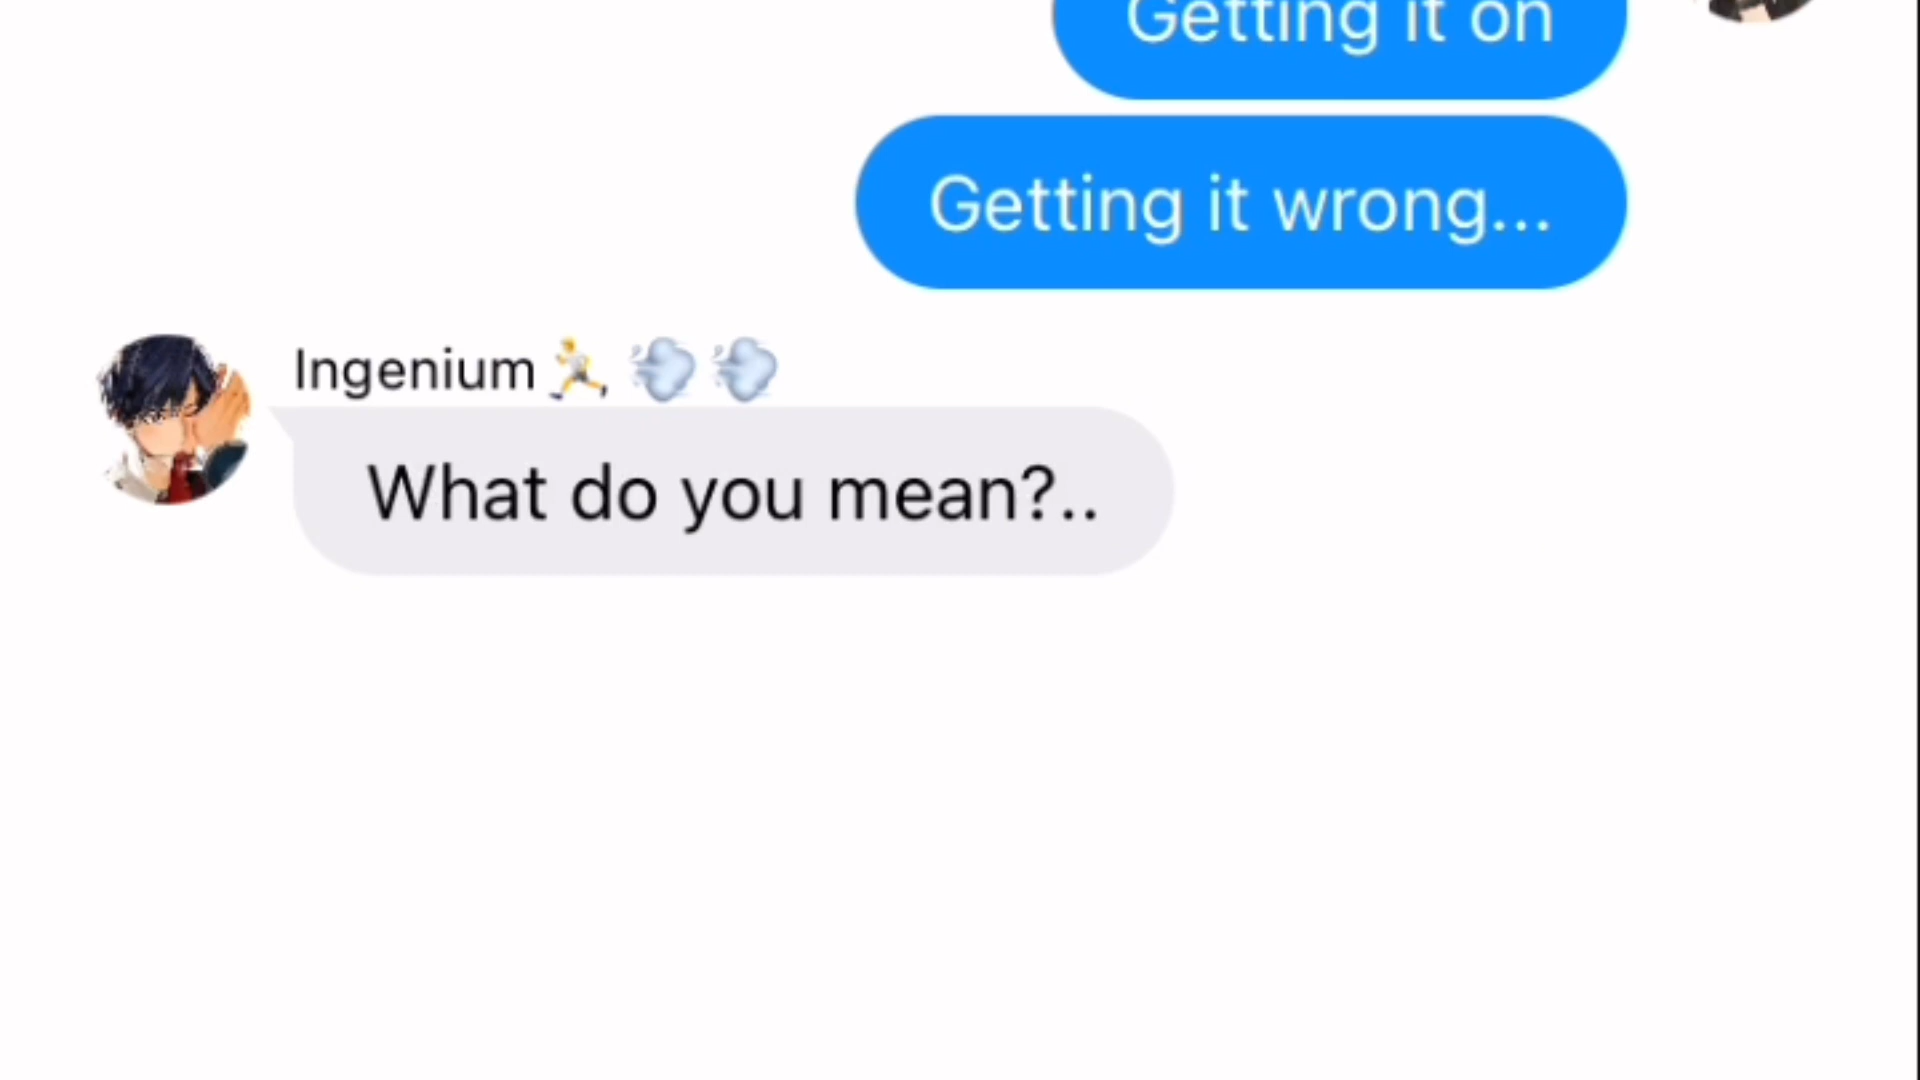 Getting it on
Getting it wrong...
Ingenium🏃💨💨
What do you mean?..